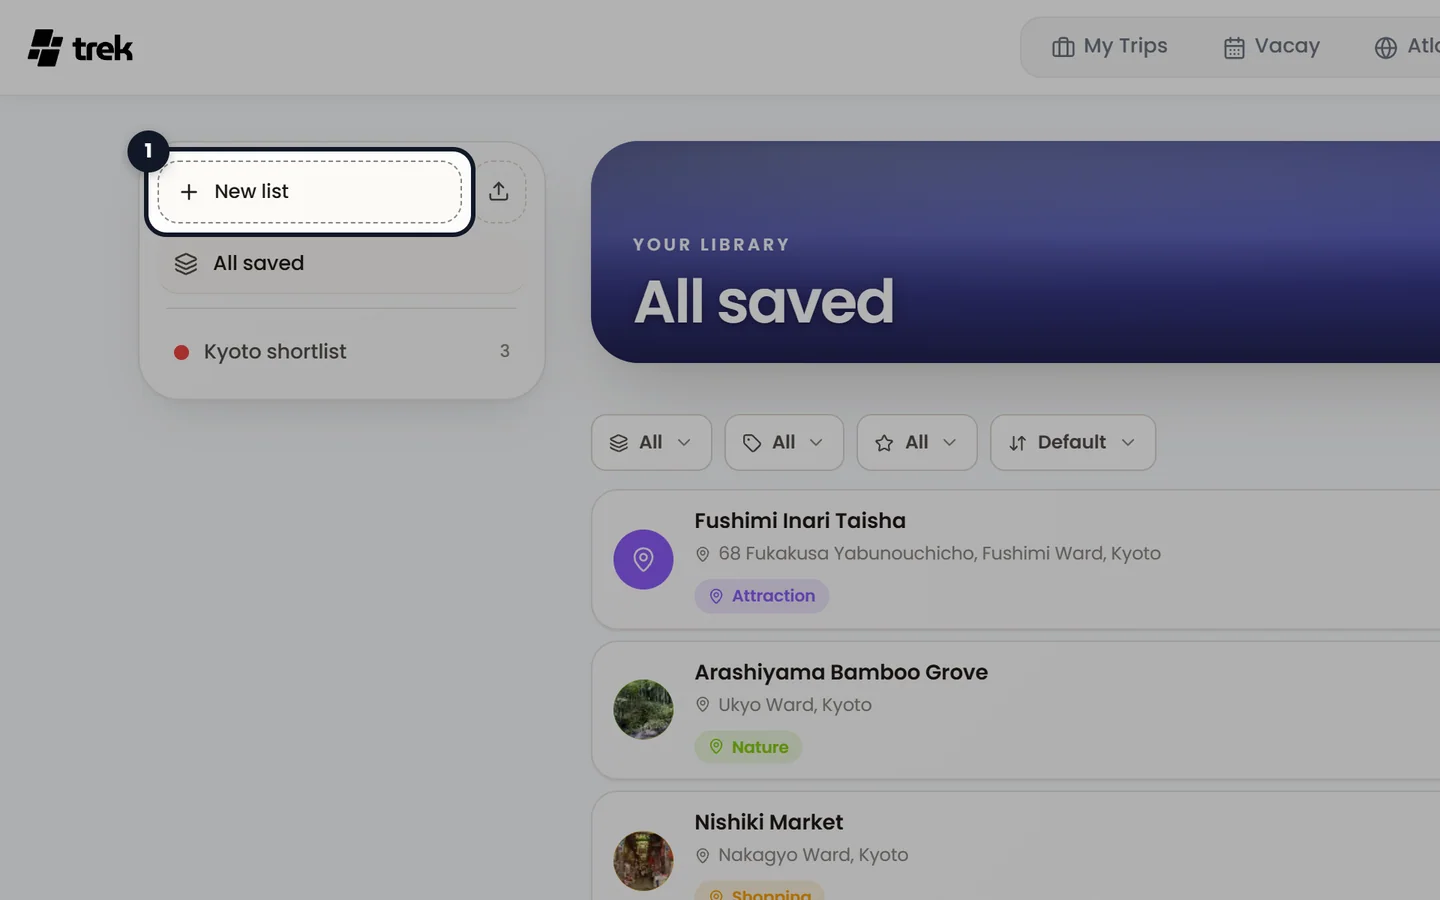 trek
My Trips
Vacay
Atl
1
New list
All saved
Kyoto shortlist
3
YOUR LIBRARY
All saved
All
All
All
Default
Fushimi Inari Taisha
68 Fukakusa Yabunouchicho, Fushimi Ward, Kyoto
Attraction
Arashiyama Bamboo Grove
Ukyo Ward, Kyoto
Nature
Nishiki Market
Nakagyo Ward, Kyoto
Shopping